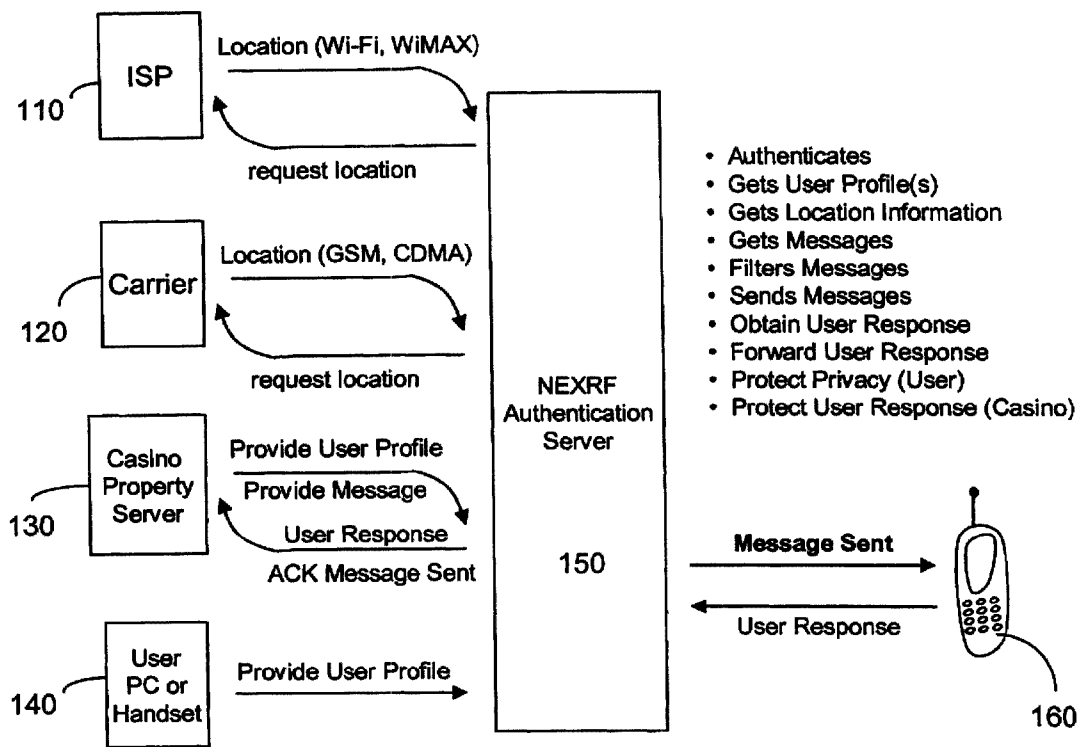 Location (Wi-Fi, WiMAX)
ISP
110
request location
Location (GSM, CDMA)
Carrier
120
request location
Provide User Profile
Casino
Property
Server
Provide Message
130
User Response
ACK Message Sent
User
PC or
Handset
Provide User Profile
140
NEXRF
Authentication
Server
150
• Authenticates
• Gets User Profile(s)
• Gets Location Information
• Gets Messages
• Filters Messages
• Sends Messages
• Obtain User Response
• Forward User Response
• Protect Privacy (User)
• Protect User Response (Casino)
Message Sent
User Response
160